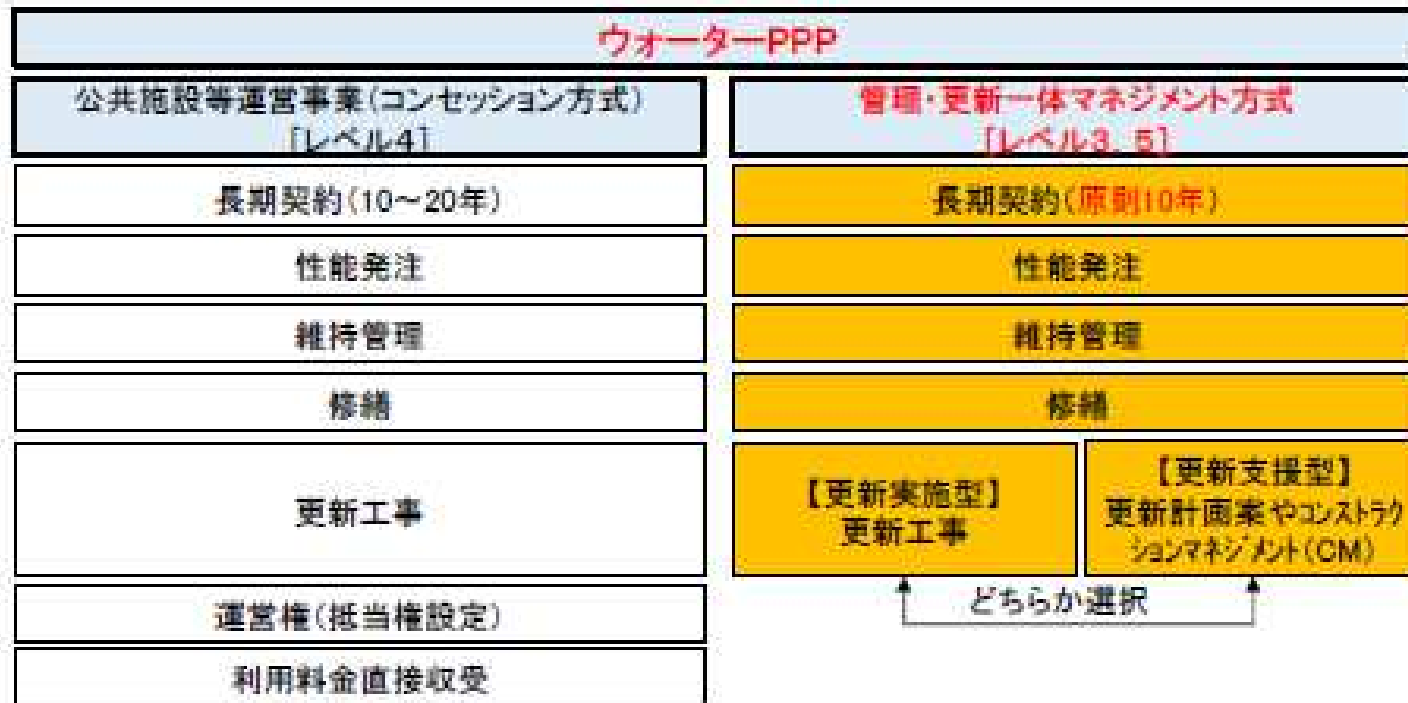 ウォーターPPP
公共施設等運営事業(コンセッション方式)
[レベル4]
管理・更新一体マネジメント方式
[レベル3.5]
長期契約(10~20年)
長期契約(原則10年)
性能発注
性能発注
維持管理
維持管理
修繕
修繕
更新工事
【更新実施型】
更新工事
【更新支援型】
更新計画案やコンストラク
ションマネジメント(CM)
どちらか選択
運営権(抵当権設定)
利用料金直接収受